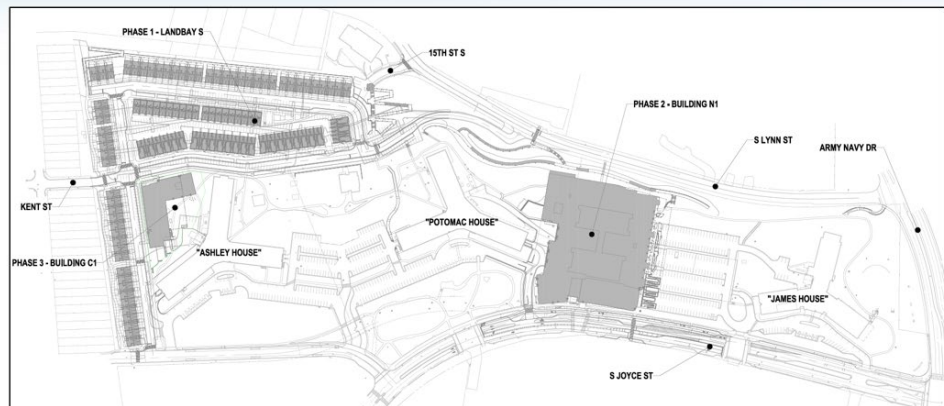 PHASE 1 - LANDBAY S
15TH ST S
PHASE 2 - BUILDING N1
S LYNN ST
ARMY NAVY DR
KENT ST
"POTOMAC HOUSE"
"ASHLEY HOUSE"
PHASE 3 - BUILDING C1
"JAMES HOUSE"
S JOYCE ST